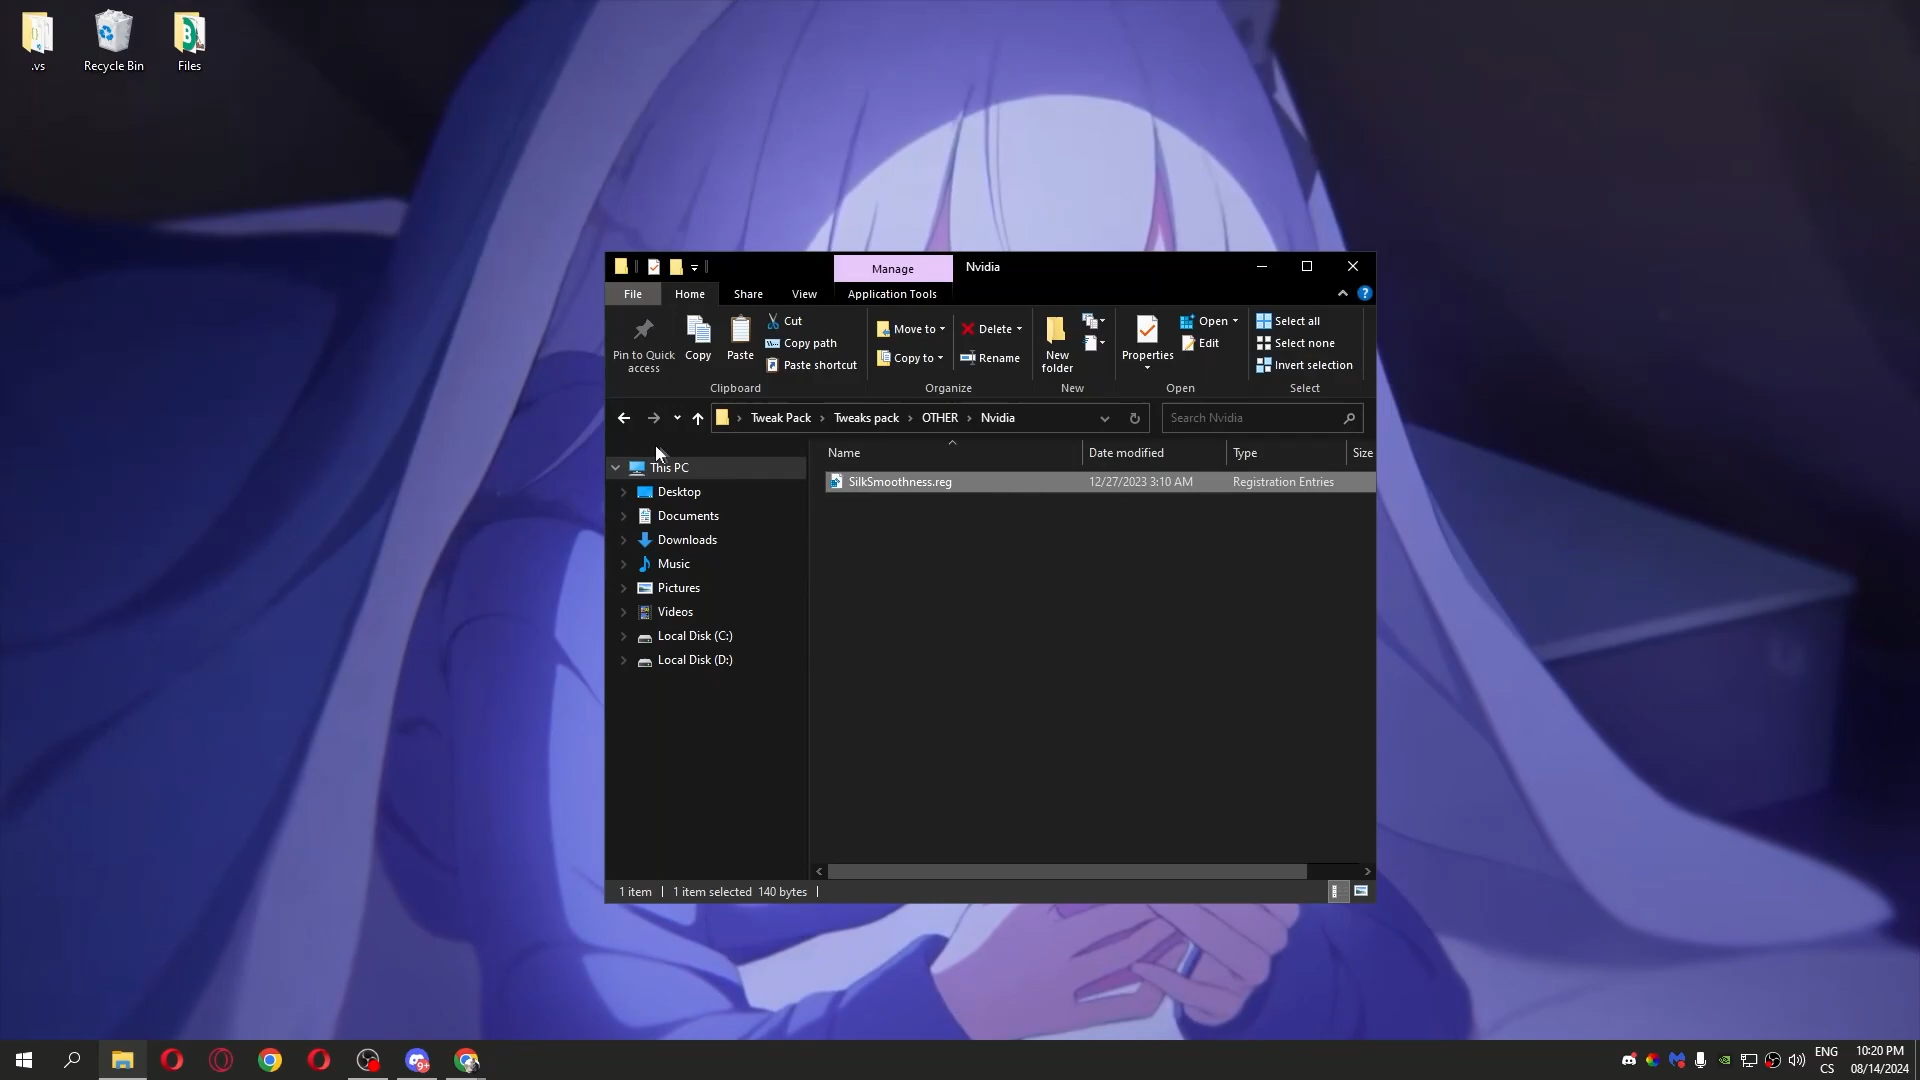 .vs
Recycle Bin
Files
Manage
Nvidia
File
Home
Share
View
Application Tools
Pin to Quick
access
Copy
Paste
Cut
Copy path
Paste shortcut
Clipboard
Move to
Copy to
Delete
Rename
Organize
New
folder
New
Properties
Open
Edit
Open
Select all
Select none
Invert selection
Select
Tweak Pack
Tweaks pack
OTHER
Nvidia
Search Nvidia
This PC
Desktop
Documents
Downloads
Music
Pictures
Videos
Local Disk (C:)
Local Disk (D:)
Name
Date modified
Type
Size
SilkSmoothness.reg
12/27/2023 3:10 AM
Registration Entries
1 item
1 item selected 140 bytes
9+
ENG
CS
10:20 PM
08/14/2024